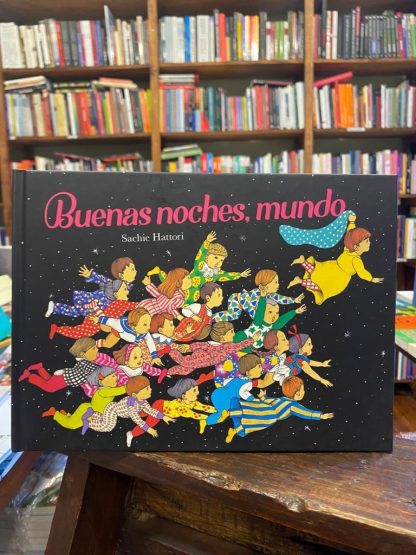 Buenas noches, mundo
Sachie Hattori